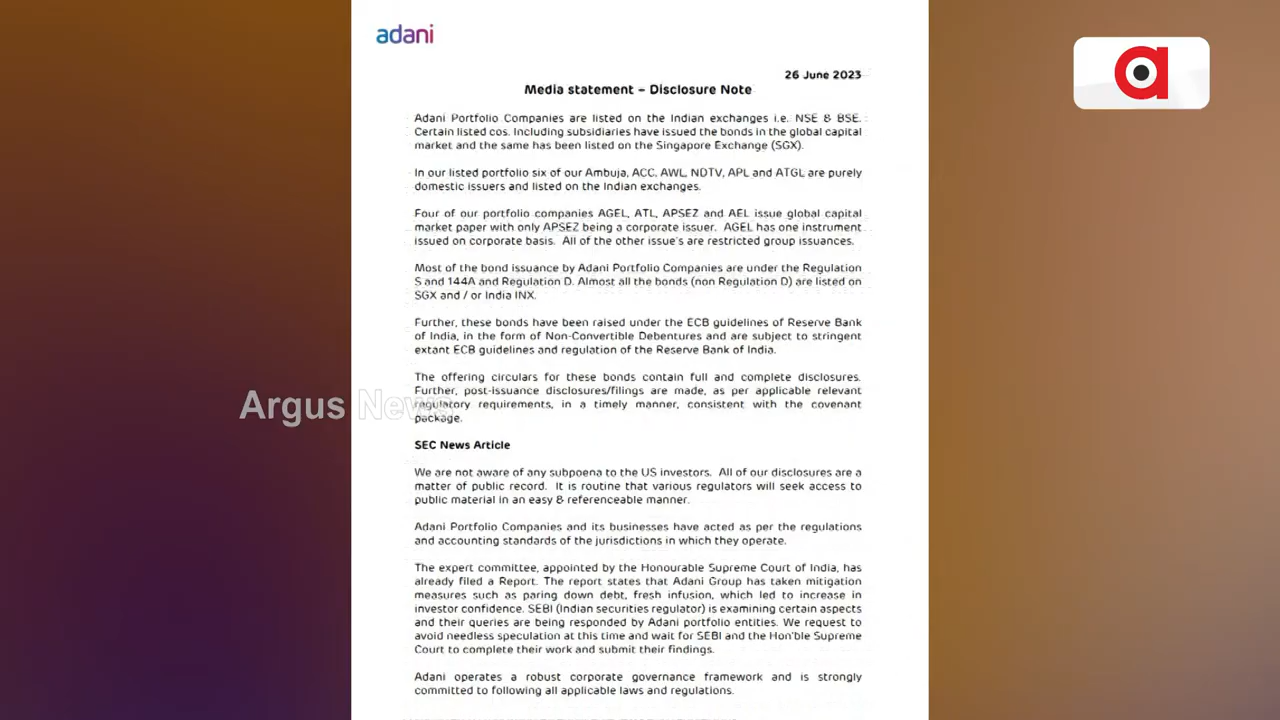 adani
26 June 2023
Media statement – Disclosure Note
Adani Portfolio Companies are listed on the Indian exchanges i.e. NSE & BSE.
Certain listed cos. Including subsidiaries have issued the bonds in the global capital
market and the same has been listed on the Singapore Exchange (SGX).
In our listed portfolio six of our Ambuja, ACC, AWL, NDTV, APL and ATGL are purely
domestic issuers and listed on the Indian exchanges.
Four of our portfolio companies AGEL, ATL, APSEZ and AEL issue global capital
market paper with only APSEZ being a corporate issuer. AGEL has one instrument
issued on corporate basis. All of the other issue's are restricted group issuances.
Most of the bond issuance by Adani Portfolio Companies are under the Regulation
S and 144A and Regulation D. Almost all the bonds (non Regulation D) are listed on
SGX and / or India INX.
Further, these bonds have been raised under the ECB guidelines of Reserve Bank
of India, in the form of Non-Convertible Debentures and are subject to stringent
extant ECB guidelines and regulation of the Reserve Bank of India.
The offering circulars for these bonds contain full and complete disclosures.
Further, post-issuance disclosures/filings are made, as per applicable relevant
regulatory requirements, in a timely manner, consistent with the covenant
package.
Argus News
SEC News Article
We are not aware of any subpoena to the US investors. All of our disclosures are a
matter of public record. It is routine that various regulators will seek access to
public material in an easy & referenceable manner.
Adani Portfolio Companies and its businesses have acted as per the regulations
and accounting standards of the jurisdictions in which they operate.
The expert committee, appointed by the Honourable Supreme Court of India, has
already filed a Report. The report states that Adani Group has taken mitigation
measures such as paring down debt, fresh infusion, which led to increase in
investor confidence. SEBI (Indian securities regulator) is examining certain aspects
and their queries are being responded by Adani portfolio entities. We request to
avoid needless speculation at this time and wait for SEBI and the Hon'ble Supreme
Court to complete their work and submit their findings.
Adani operates a robust corporate governance framework and is strongly
committed to following all applicable laws and regulations.